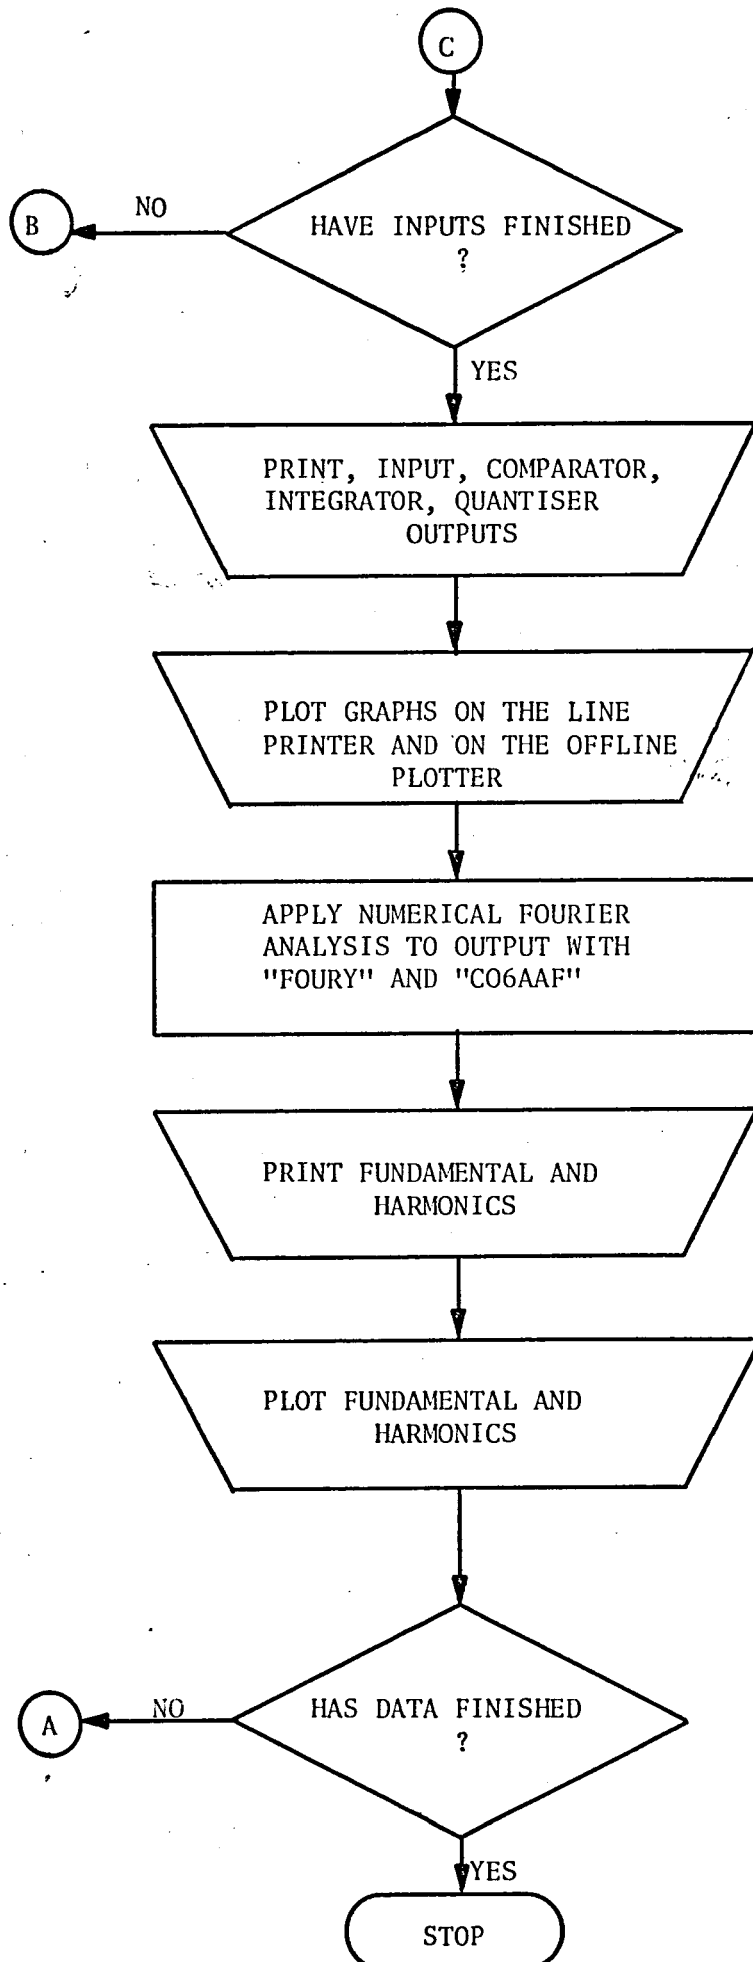 C
NO
B
HAVE INPUTS FINISHED
?
YES
PRINT, INPUT, COMPARATOR,
INTEGRATOR, QUANTISER
OUTPUTS
PLOT GRAPHS ON THE LINE
PRINTER AND ON THE OFFLINE
PLOTTER
APPLY NUMERICAL FOURIER
ANALYSIS TO OUTPUT WITH
"FOURY" AND "CO6AAF"
PRINT FUNDAMENTAL AND
HARMONICS
PLOT FUNDAMENTAL AND
HARMONICS
NO
A
HAS DATA FINISHED
?
YES
STOP